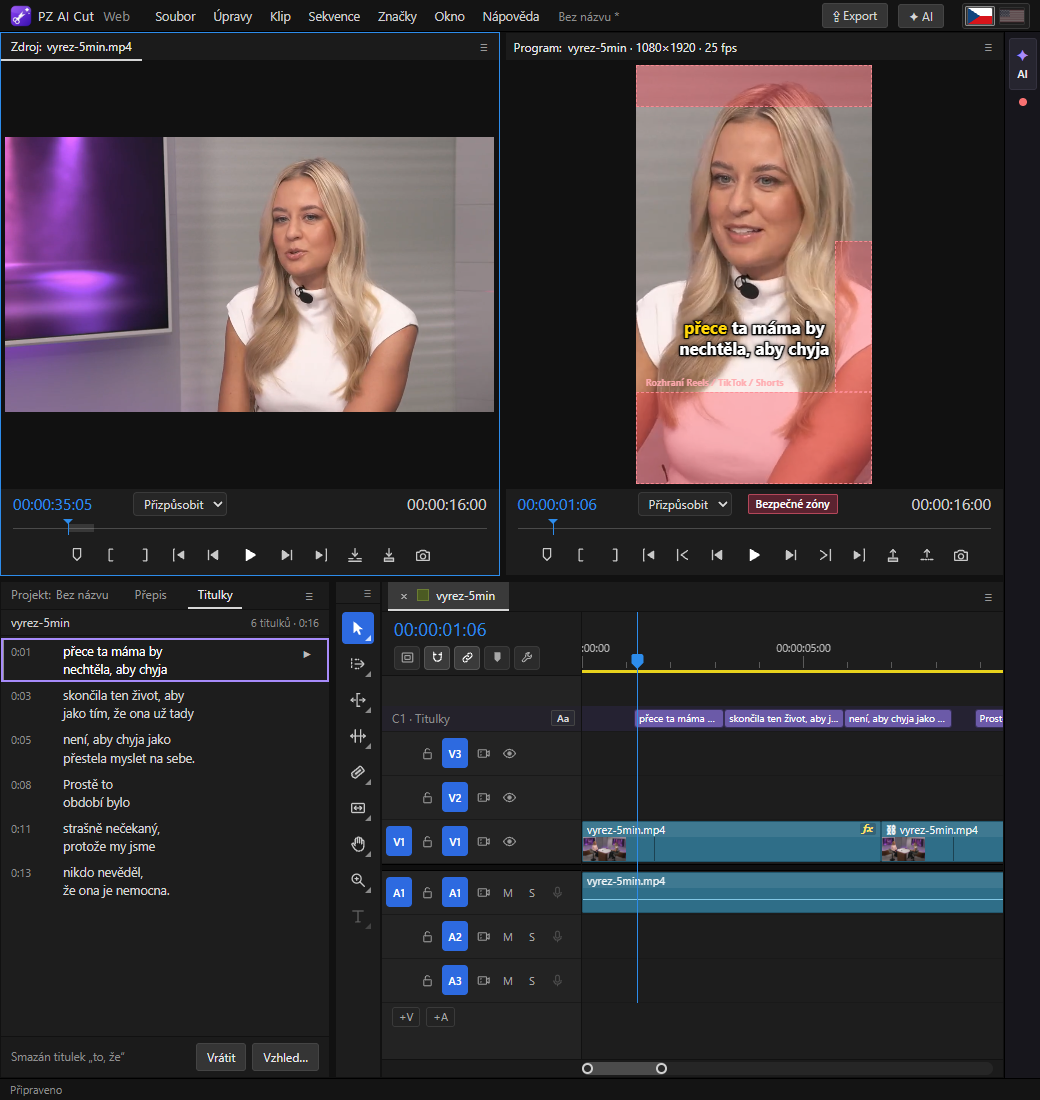 PZ AI Cut Web
Soubor Úpravy Klip Sekvence Značky Okno Nápověda
Bez názvu *
Export
AI
Zdroj: vyrez-5min.mp4
Program: vyrez-5min · 1080×1920 · 25 fps
AI
přece ta máma by
nechtěla, aby chyja
Rozhraní Reels / TikTok / Shorts
00:00:35:05 Přizpůsobit 00:00:16:00
00:00:01:06 Přizpůsobit Bezpečné zóny 00:00:16:00
Projekt: Bez názvu Přepis Titulky
vyrez-5min 6 titulků · 0:16
0:01 přece ta máma by
nechtěla, aby chyja
0:03 skončila ten život, aby
jako tím, že ona už tady
0:05 není, aby chyja jako
přestela myslet na sebe.
0:08 Prostě to
období bylo
0:11 strašně nečekaný,
protože my jsme
0:13 nikdo nevěděl,
že ona je nemocna.
Smazán titulek „to, že“ Vrátit Vzhled...
× vyrez-5min
00:00:01:06
:00:00 00:00:05:00
C1 · Titulky Aa
přece ta máma ... skončila ten život, aby j... není, aby chyja jako ... Prost
V3
V2
V1 V1
vyrez-5min.mp4 fx vyrez-5min.mp4
A1 A1 M S
vyrez-5min.mp4
A2 M S
A3 M S
+V +A
Připraveno